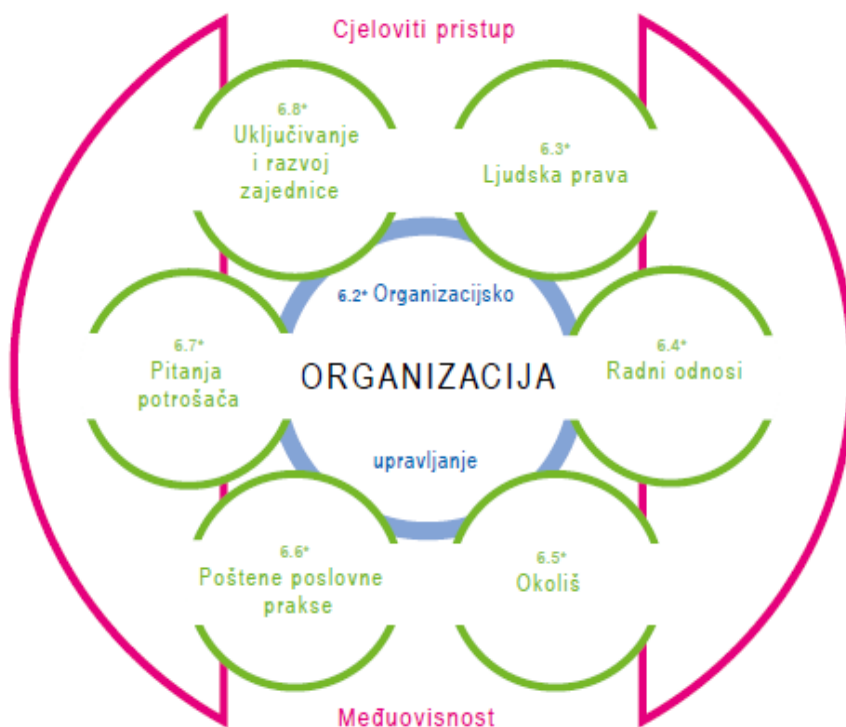 Cjeloviti pristup
6.8*
Uključivanje
i razvoj
zajednice
6.3*
Ljudska prava
6.2* Organizacijsko
6.7*
Pitanja
potrošača
ORGANIZACIJA
6.4*
Radni odnosi
upravljanje
6.6*
Poštene poslovne
prakse
6.5*
Okoliš
Međuovisnost